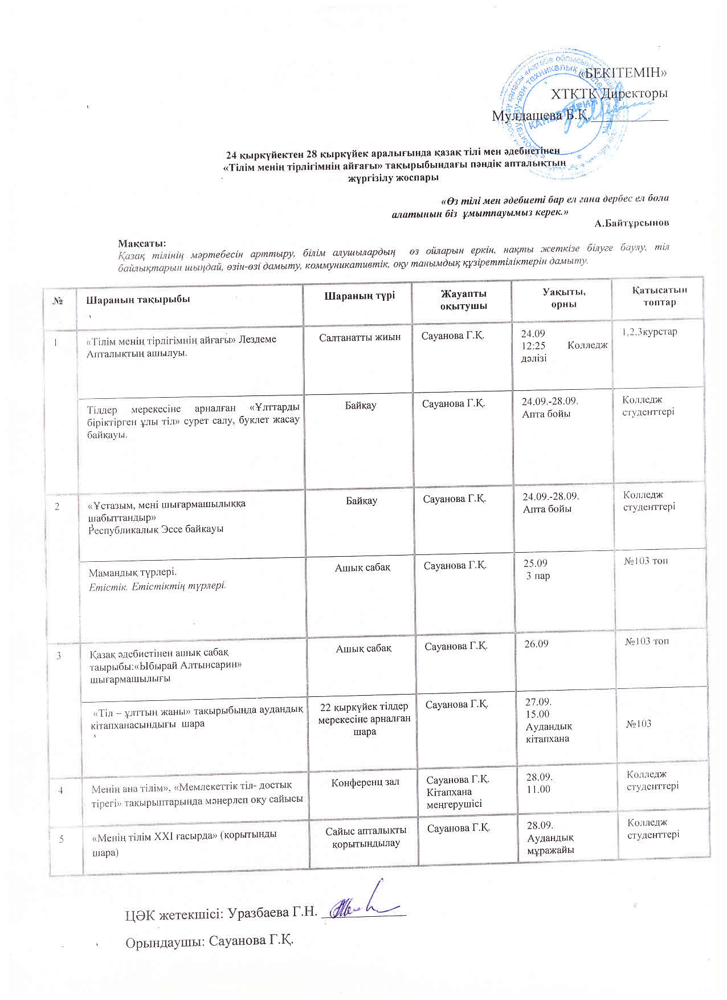 «БЕКІТЕМІН»
ХТКТК Директоры
Мулдашева Б.Қ.
КАНЦЕЛЯРИЯ
24 қыркүйектен 28 қыркүйек аралығында қазақ тілі мен әдебиетінен
«Тілім менің тірлігімнің айғағы» тақырыбындағы пәндік апталықтың
жүргізілу жоспары
«Өз тілі мен әдебиеті бар ел ғана дербес ел бола
алатынын біз ұмытпауымыз керек.»
А.Байтұрсынов
Мақсаты:
Қазақ тілінің мәртебесін арттыру, білім алушылардың өз ойларын еркін, нақты жеткізе білуге баулу, тіл
байлықтарын шыңдай, өзін-өзі дамыту, коммуникативтік, оқу танымдық құзіреттіліктерін дамыту.
№ Шараның тақырыбы Шараның түрі Жауапты Уақыты, Қатысатын
оқытушы орны топтар
1 «Тілім менің тірлігімнің айғағы» Лездеме Салтанатты жиын Сауанова Г.Қ. 24.09 1.2.3курстар
Апталықтың ашылуы. 12:25 Колледж
дәлізі
Тілдер мерекесіне арналған «Ұлттарды Байқау Сауанова Г.Қ. 24.09.-28.09. Колледж
біріктірген ұлы тіл» сурет салу, буклет жасау Апта бойы студенттері
байқауы.
2 «Ұстазым, мені шығармашылыққа Байқау Сауанова Г.Қ. 24.09.-28.09. Колледж
шабыттандыр» Апта бойы студенттері
Республикалық Эссе байқауы
Мамандық түрлері. Ашық сабақ Сауанова Г.Қ. 25.09 №103 топ
Етістік. Етістіктің түрлері. 3 пар
3 Қазақ әдебиетінен ашық сабақ Ашық сабақ Сауанова Г.Қ. 26.09 №103 топ
таырыбы:«Ыбырай Алтынсарин»
шығармашылығы
«Тіл – ұлттың жаны» тақырыбында аудандық 22 қыркүйек тілдер Сауанова Г.Қ. 27.09.
кітапханасындығы шара мерекесіне арналған 15.00
шара Аудандық №103
кітапхана
4 Менің ана тілім», «Мемлекеттік тіл- достық Конференц зал Сауанова Г.Қ. 28.09. Колледж
тірегі» тақырыптарында мәнерлеп оқу сайысы Кітапхана 11.00 студенттері
меңгерушісі
5 «Менің тілім ХХІ ғасырда» (қорытынды Сайыс апталықты Сауанова Г.Қ. 28.09. Колледж
шара) қорытындылау Аудандық студенттері
мұражайы
ЦӘК жетекшісі: Уразбаева Г.Н.
Орындаушы: Сауанова Г.Қ.